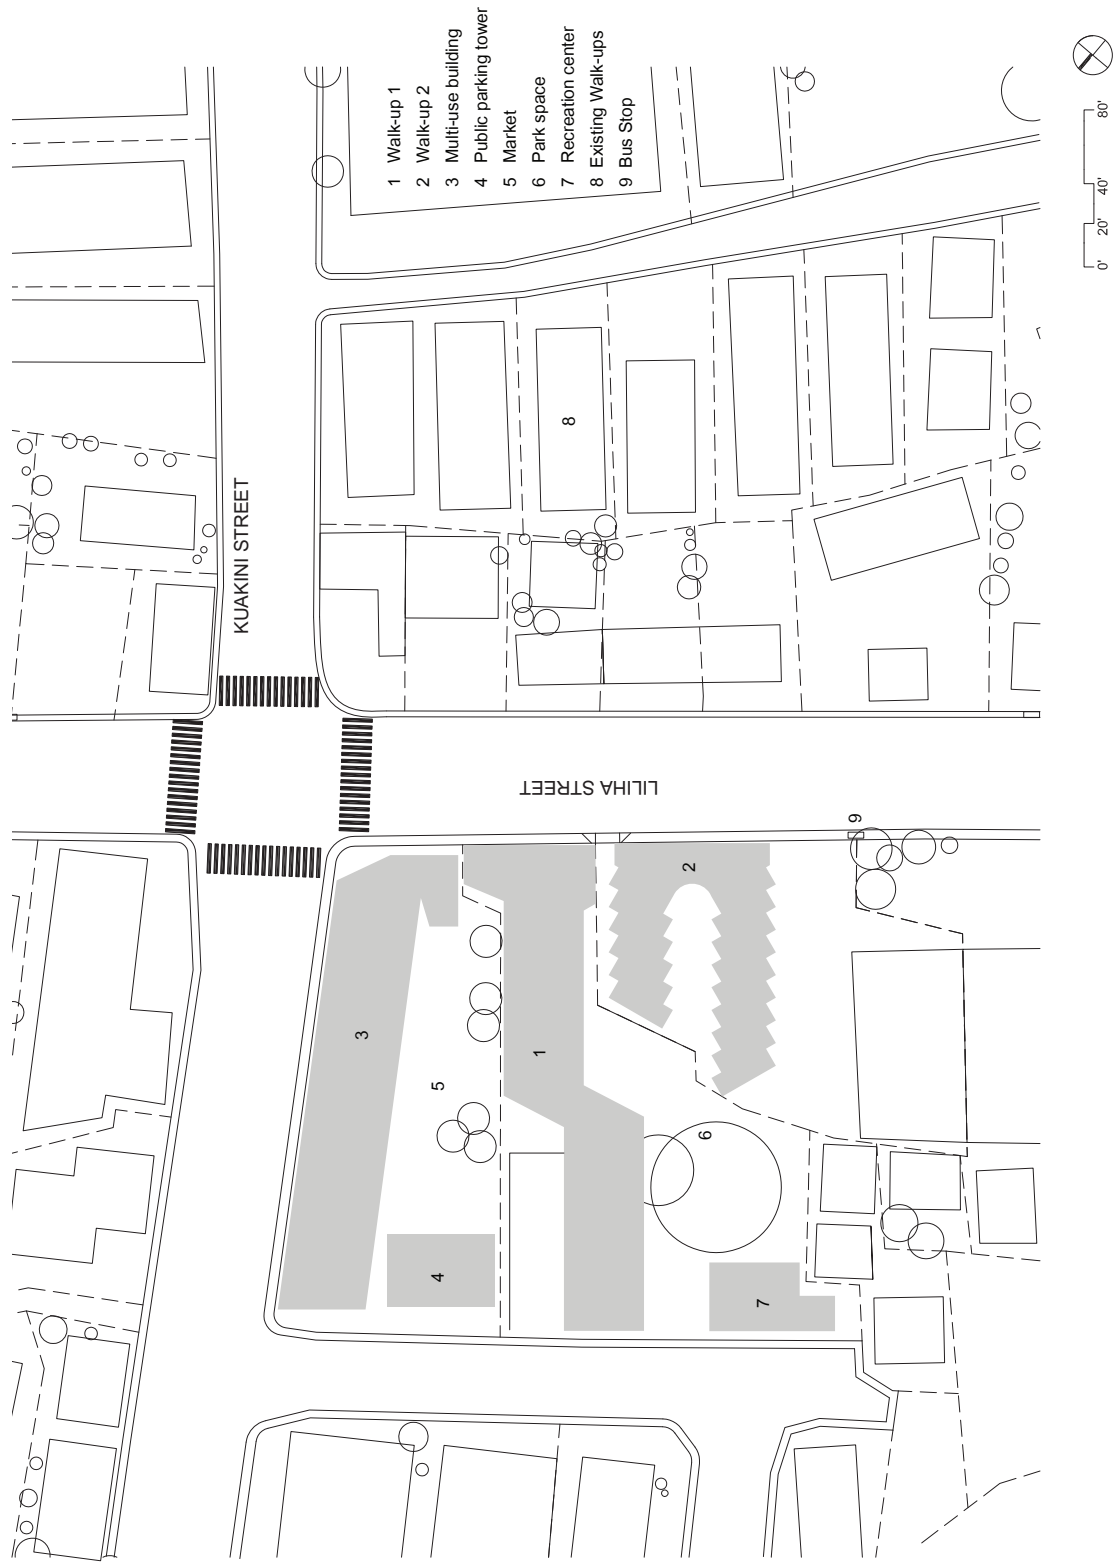 1 Walk-up 1
2 Walk-up 2
3 Multi-use building
4 Public parking tower
5 Market
6 Park space
7 Recreation center
8 Existing Walk-ups
9 Bus Stop
KUAKINI STREET
LILIHA STREET
8
9
2
3
1
5
6
4
7
0' 20' 40' 80'